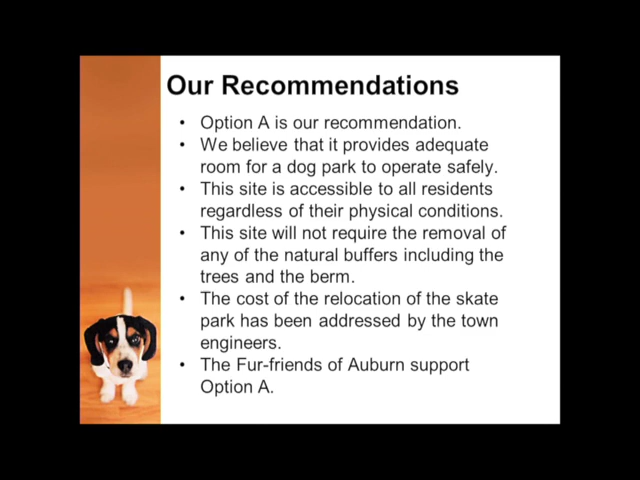 Our Recommendations
• Option A is our recommendation.
• We believe that it provides adequate
room for a dog park to operate safely.
• This site is accessible to all residents
regardless of their physical conditions.
• This site will not require the removal of
any of the natural buffers including the
trees and the berm.
• The cost of the relocation of the skate
park has been addressed by the town
engineers.
• The Fur-friends of Auburn support
Option A.